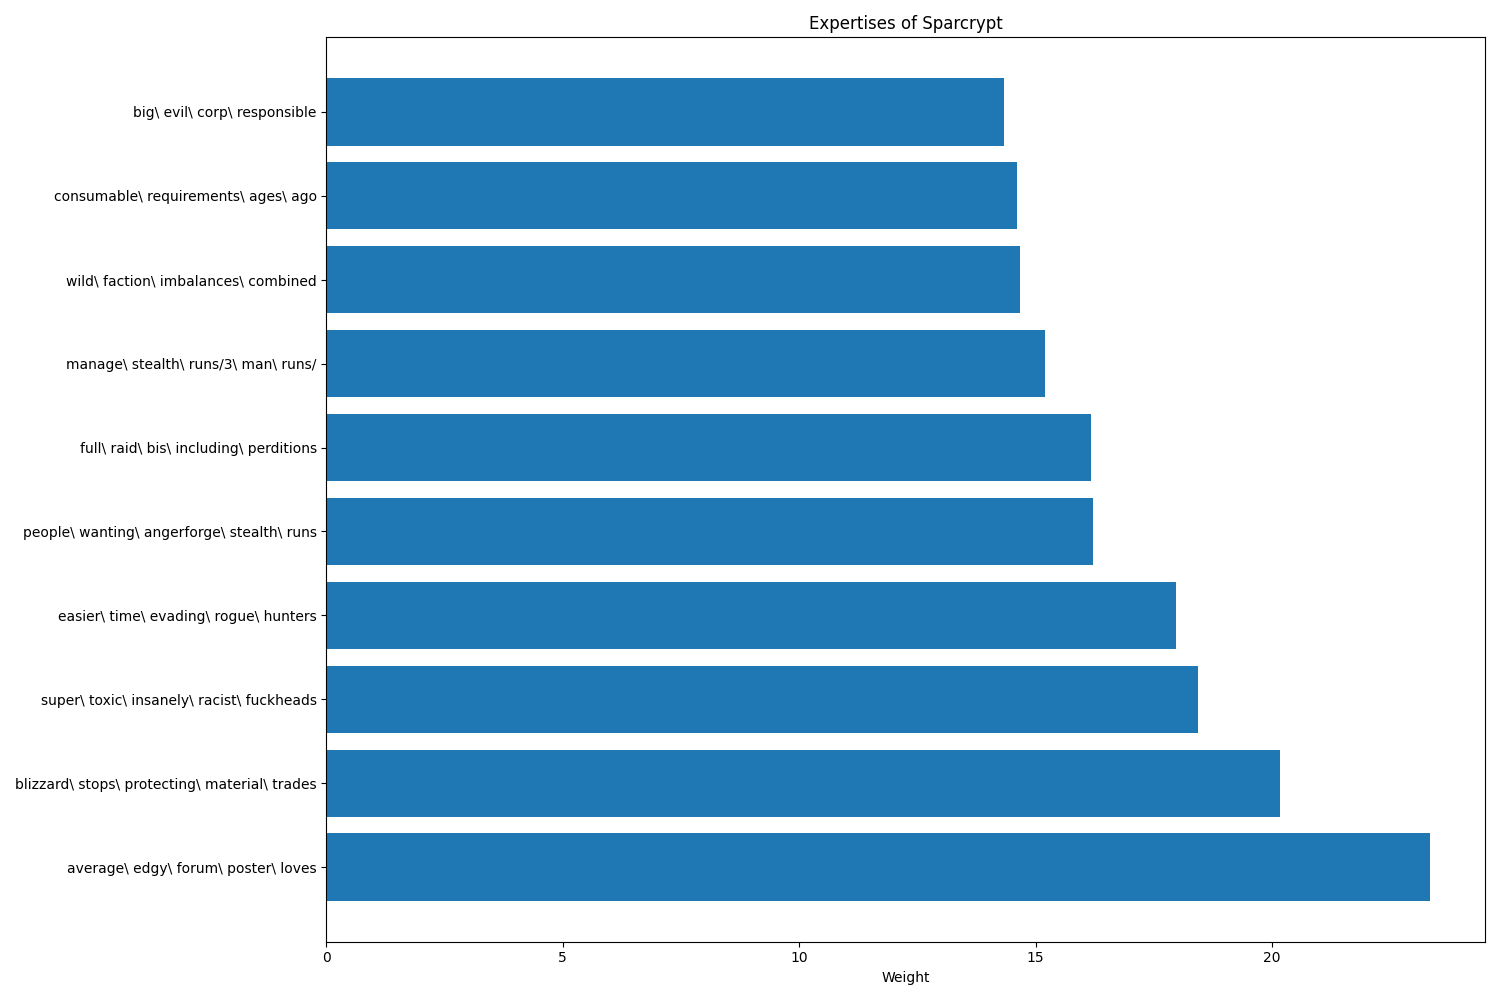 Expertises of Sparcrypt
big\ evil\ corp\ responsible
consumable\ requirements\ ages\ ago
wild\ faction\ imbalances\ combined
manage\ stealth\ runs/3\ man\ runs/
full\ raid\ bis\ including\ perditions
people\ wanting\ angerforge\ stealth\ runs
easier\ time\ evading\ rogue\ hunters
super\ toxic\ insanely\ racist\ fuckheads
blizzard\ stops\ protecting\ material\ trades
average\ edgy\ forum\ poster\ loves
0 5 10 15 20
Weight